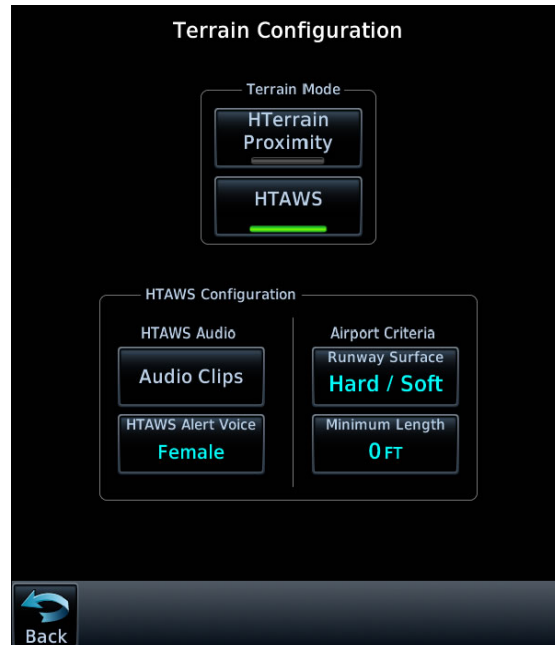 Terrain Configuration
Terrain Mode
HTerrain
Proximity
HTAWS
HTAWS Configuration
HTAWS Audio
Audio Clips
HTAWS Alert Voice
Female
Airport Criteria
Runway Surface
Hard / Soft
Minimum Length
0 FT
Back